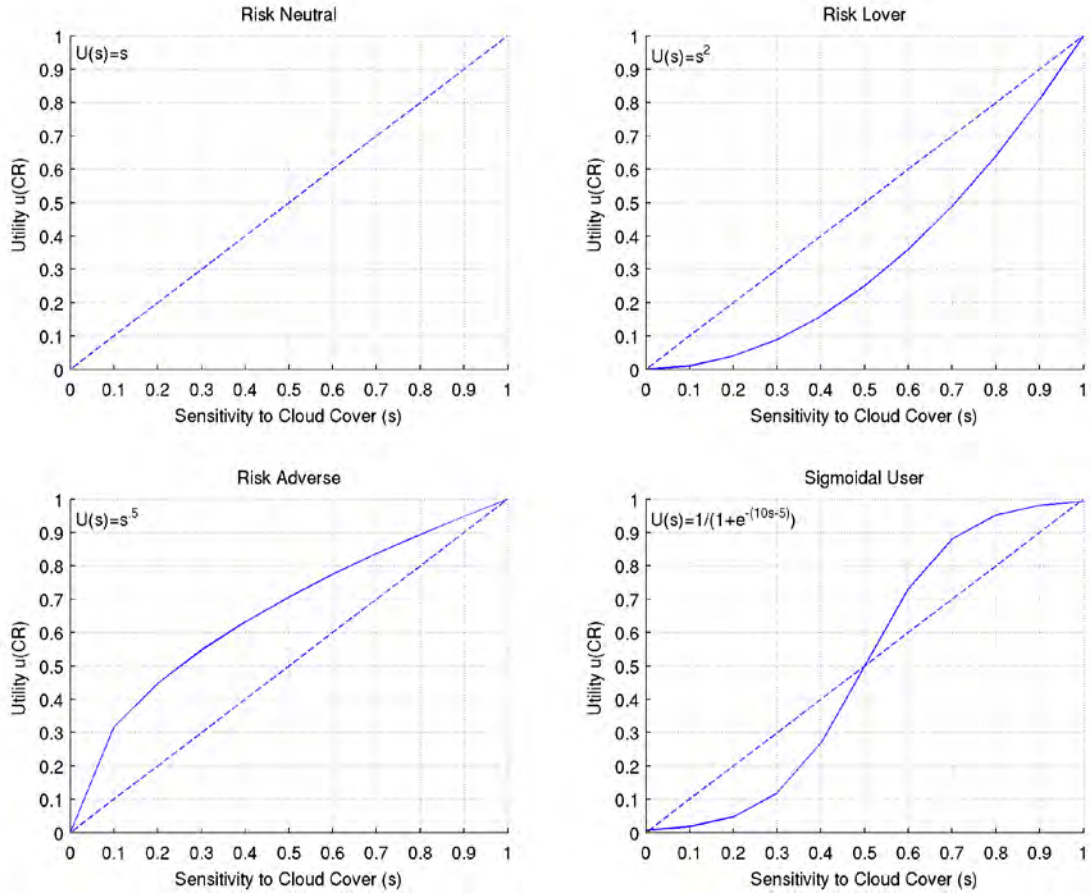 Risk Neutral
U(s)=s
1
0.9
0.8
0.7
0.6
0.5
0.4
0.3
0.2
0.1
0
Utility u(CR)
0 0.1 0.2 0.3 0.4 0.5 0.6 0.7 0.8 0.9 1
Sensitivity to Cloud Cover (s)
Risk Lover
U(s)=s²
1
0.9
0.8
0.7
0.6
0.5
0.4
0.3
0.2
0.1
0
Utility u(CR)
0 0.1 0.2 0.3 0.4 0.5 0.6 0.7 0.8 0.9 1
Sensitivity to Cloud Cover (s)
Risk Adverse
U(s)=s^.5
1
0.9
0.8
0.7
0.6
0.5
0.4
0.3
0.2
0.1
0
Utility u(CR)
0 0.1 0.2 0.3 0.4 0.5 0.6 0.7 0.8 0.9 1
Sensitivity to Cloud Cover (s)
Sigmoidal User
U(s)=1/(1+e^-(10s-5))
1
0.9
0.8
0.7
0.6
0.5
0.4
0.3
0.2
0.1
0
Utility u(CR)
0 0.1 0.2 0.3 0.4 0.5 0.6 0.7 0.8 0.9 1
Sensitivity to Cloud Cover (s)